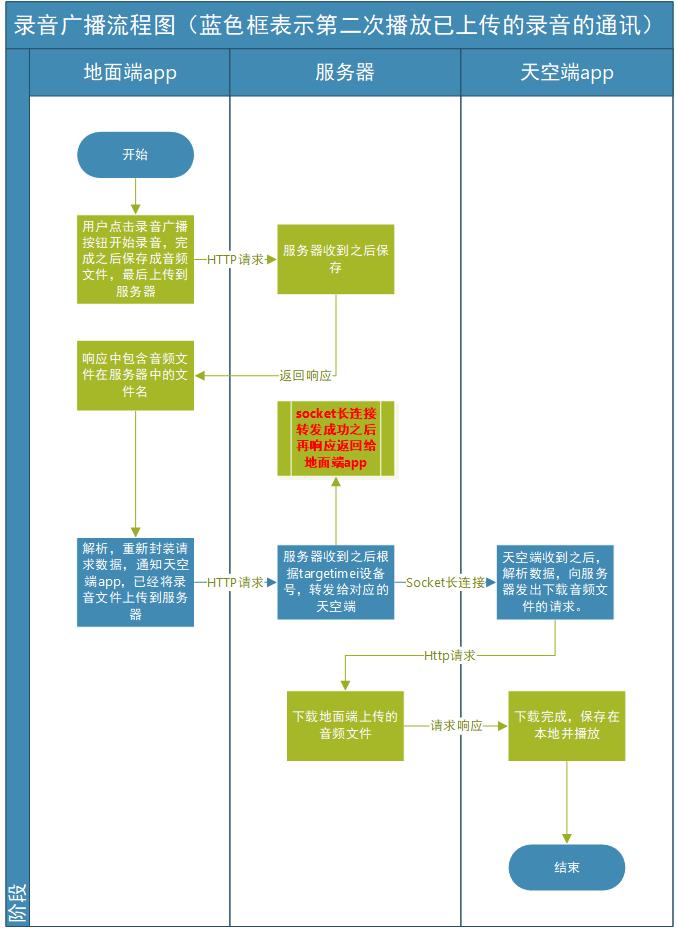 录音广播流程图（蓝色框表示第二次播放已上传的录音的通讯）
地面端app
服务器
天空端app
开始
用户点击录音广播
按钮开始录音，完
成之后保存成音频
文件，最后上传到
服务器
HTTP请求
服务器收到之后保
存
响应中包含音频文
件在服务器中的文
件名
返回响应
socket长连接
转发成功之后
再响应返回给
地面端app
解析，重新封装请
求数据，通知天空
端app，已经将录
音文件上传到服务
器
HTTP请求
服务器收到之后根
据targetimei设备
号，转发给对应的
天空端
Socket长连接
天空端收到之后，
解析数据，向服务
器发出下载音频文
件的请求。
Http请求
下载地面端上传的
音频文件
请求响应
下载完成，保存在
本地并播放
结束
阶段